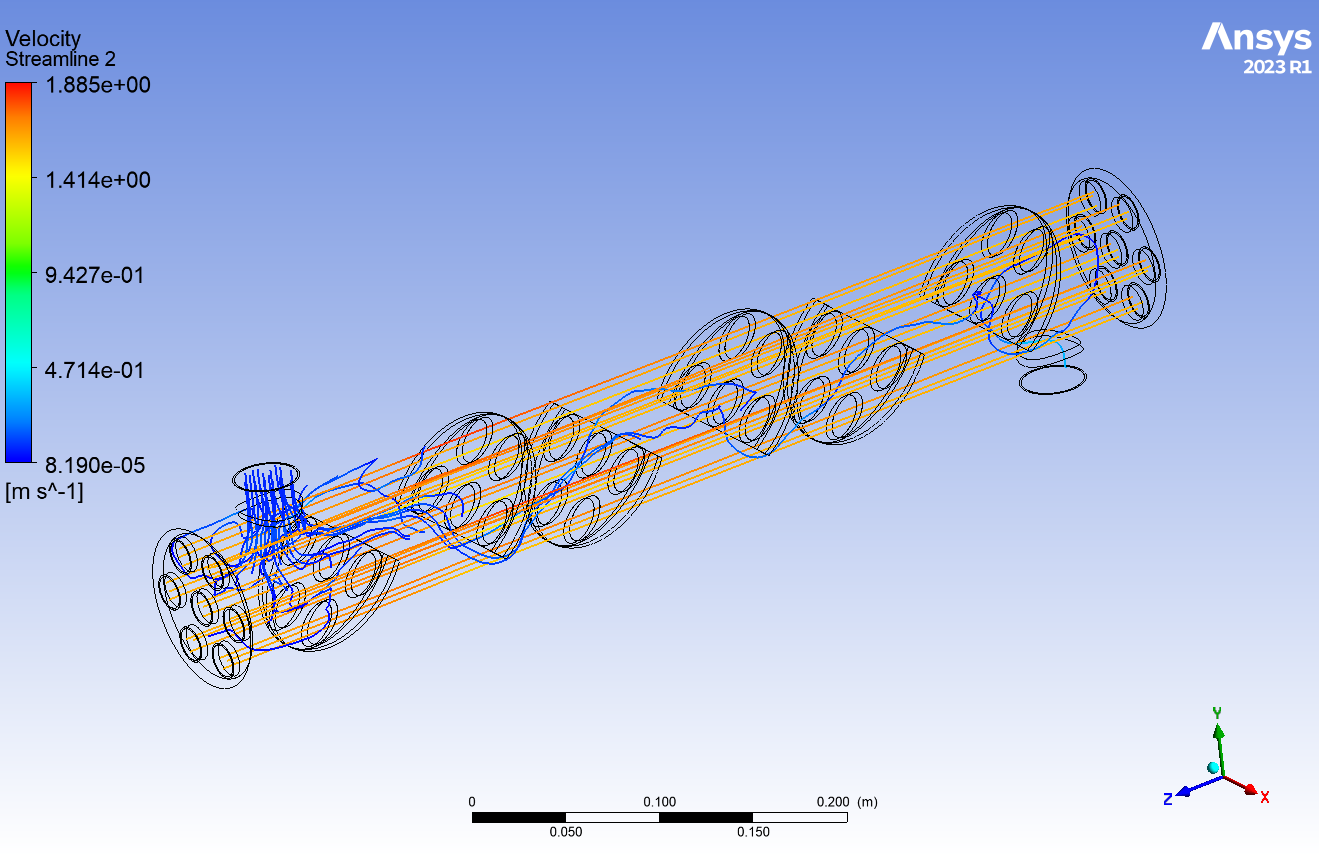 Velocity
Streamline 2
1.885e+00
1.414e+00
9.427e-01
4.714e-01
8.190e-05
[m s^-1]
Ansys
2023 R1
0 0.100 0.200 (m)
0.050 0.150
Y
Z
X